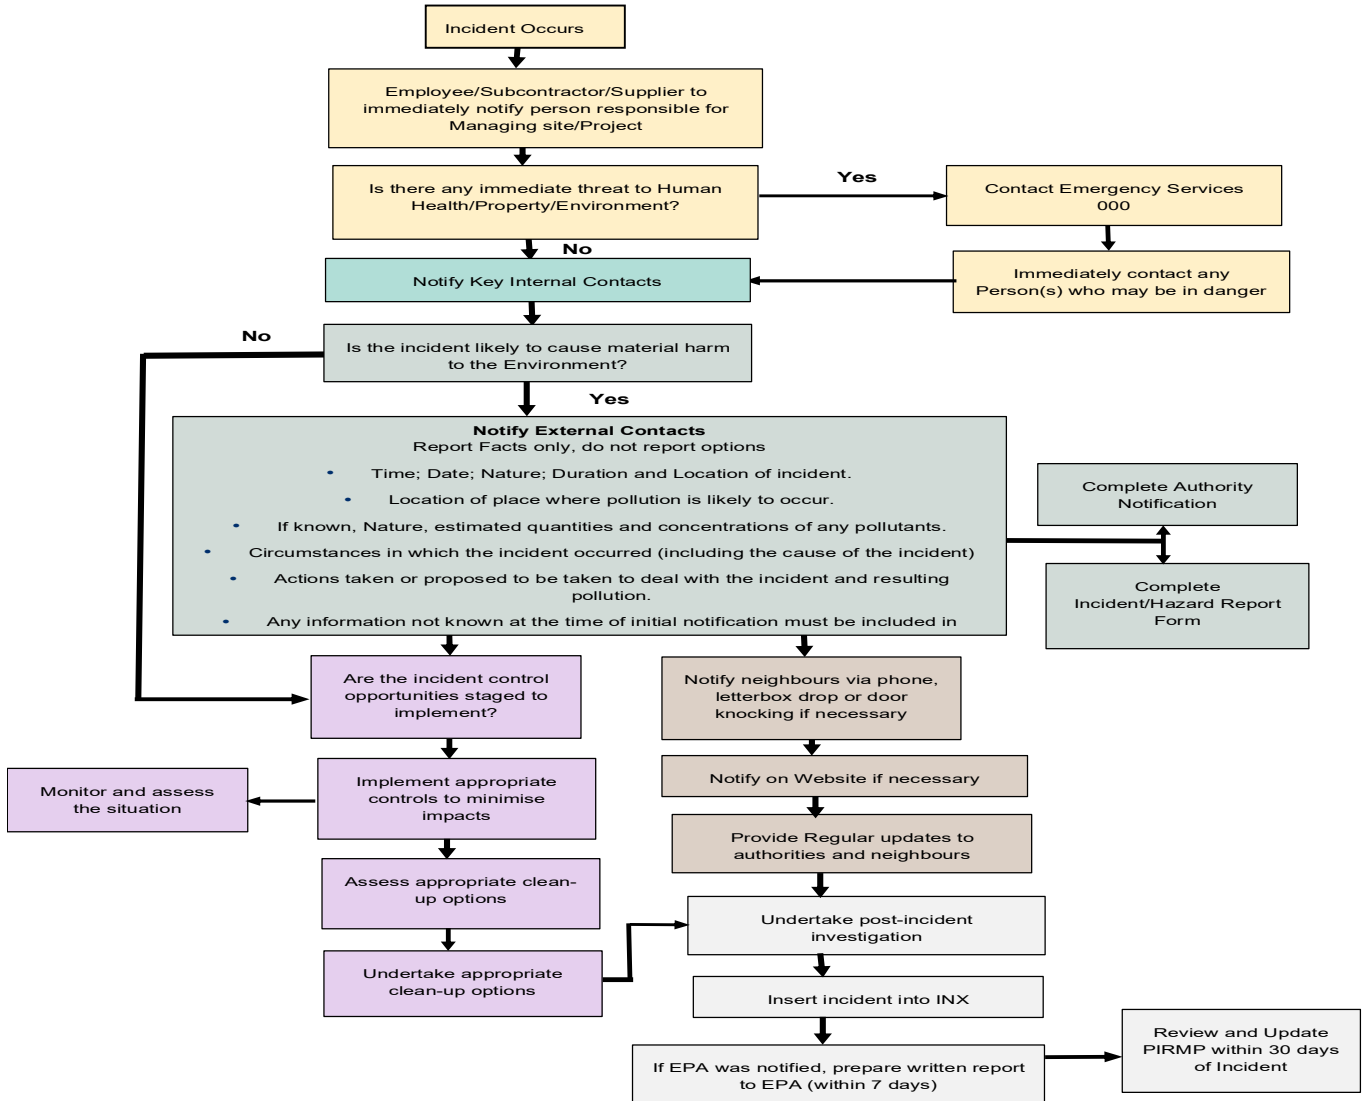 Incident Occurs
Employee/Subcontractor/Supplier to
immediately notify person responsible for
Managing site/Project
Is there any immediate threat to Human
Health/Property/Environment?
Yes
Contact Emergency Services
000
No
Notify Key Internal Contacts
Immediately contact any
Person(s) who may be in danger
No
Is the incident likely to cause material harm
to the Environment?
Yes
Notify External Contacts
Report Facts only, do not report options
• Time; Date; Nature; Duration and Location of incident.
• Location of place where pollution is likely to occur.
• If known, Nature, estimated quantities and concentrations of any pollutants.
• Circumstances in which the incident occurred (including the cause of the incident)
• Actions taken or proposed to be taken to deal with the incident and resulting
pollution.
• Any information not known at the time of initial notification must be included in
Complete Authority
Notification
Complete
Incident/Hazard Report
Form
Are the incident control
opportunities staged to
implement?
Notify neighbours via phone,
letterbox drop or door
knocking if necessary
Monitor and assess
the situation
Implement appropriate
controls to minimise
impacts
Notify on Website if necessary
Provide Regular updates to
authorities and neighbours
Assess appropriate clean-
up options
Undertake post-incident
investigation
Undertake appropriate
clean-up options
Insert incident into INX
If EPA was notified, prepare written report
to EPA (within 7 days)
Review and Update
PIRMP within 30 days
of Incident